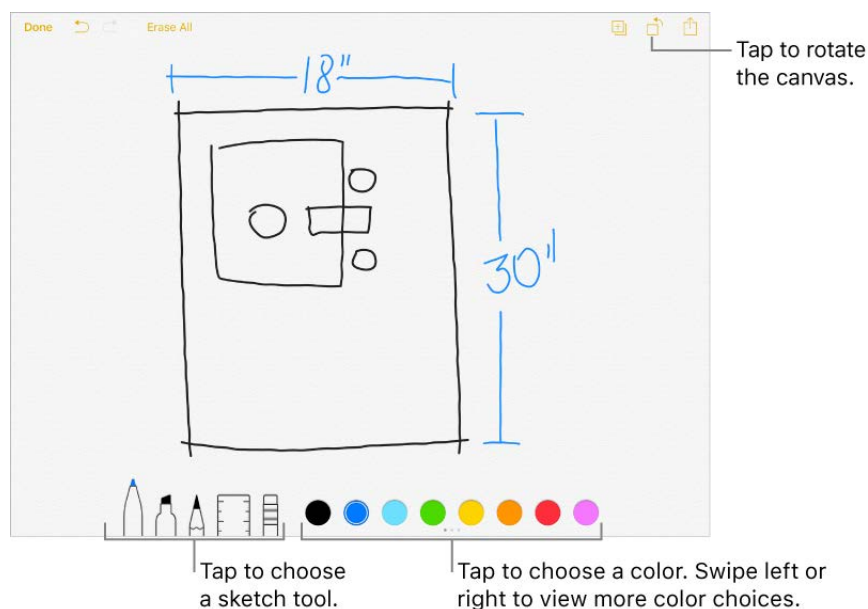 Done Erase All
Tap to rotate
the canvas.
18"
30"
Tap to choose
a sketch tool.
Tap to choose a color. Swipe left or
right to view more color choices.